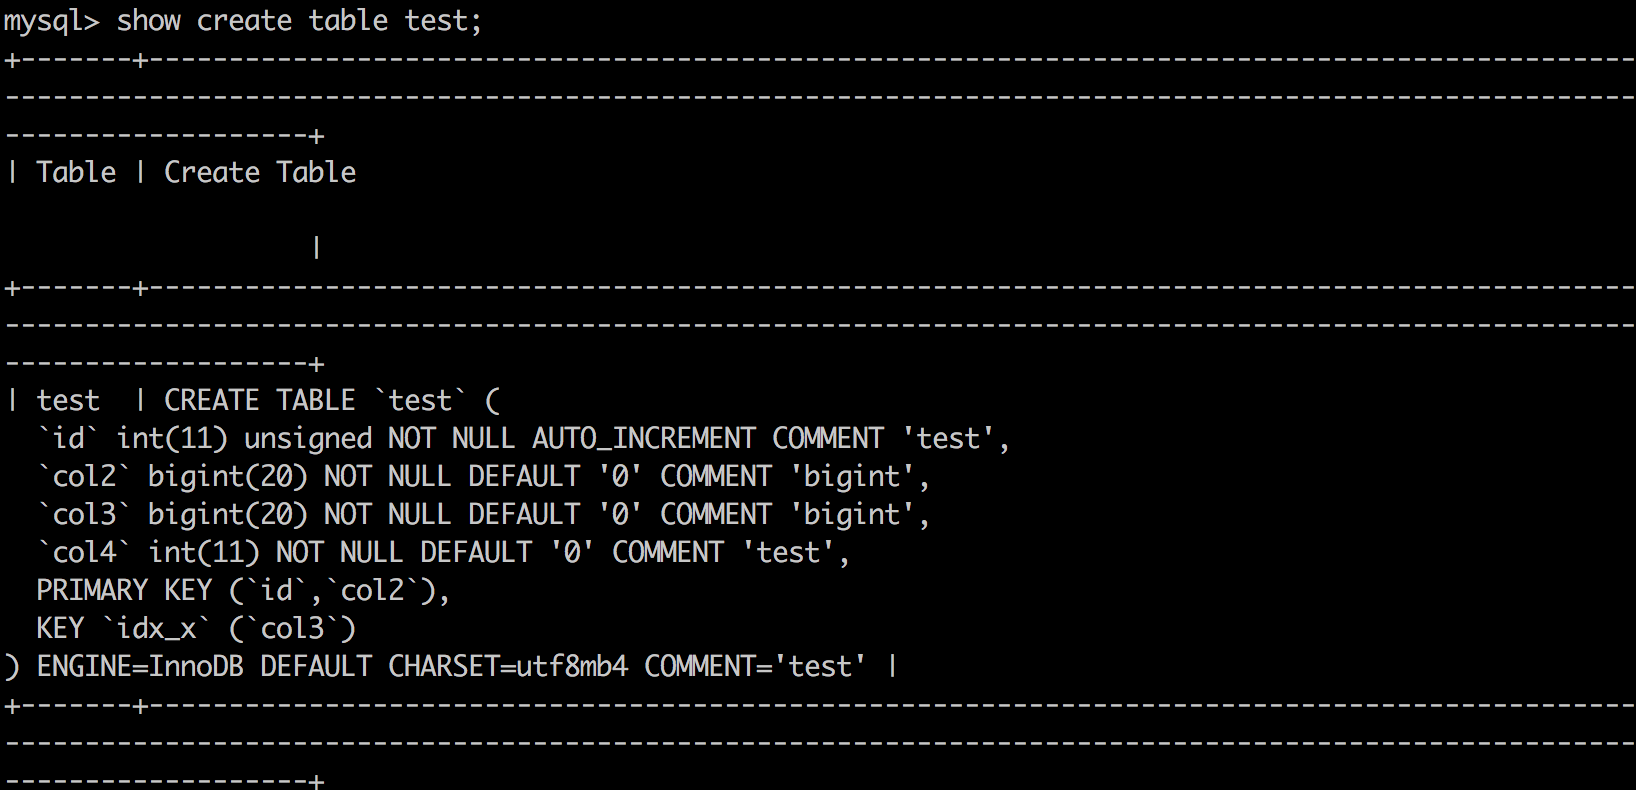 mysql> show create table test;
+-------+---------------------------------------------------------------------------------------------
------------------------------------------------------------------------------------------------------
-------------------+
| Table | Create Table
|
+-------+---------------------------------------------------------------------------------------------
------------------------------------------------------------------------------------------------------
-------------------+
| test  | CREATE TABLE `test` (
  `id` int(11) unsigned NOT NULL AUTO_INCREMENT COMMENT 'test',
  `col2` bigint(20) NOT NULL DEFAULT '0' COMMENT 'bigint',
  `col3` bigint(20) NOT NULL DEFAULT '0' COMMENT 'bigint',
  `col4` int(11) NOT NULL DEFAULT '0' COMMENT 'test',
  PRIMARY KEY (`id`,`col2`),
  KEY `idx_x` (`col3`)
) ENGINE=InnoDB DEFAULT CHARSET=utf8mb4 COMMENT='test' |
+-------+---------------------------------------------------------------------------------------------
------------------------------------------------------------------------------------------------------
-------------------+